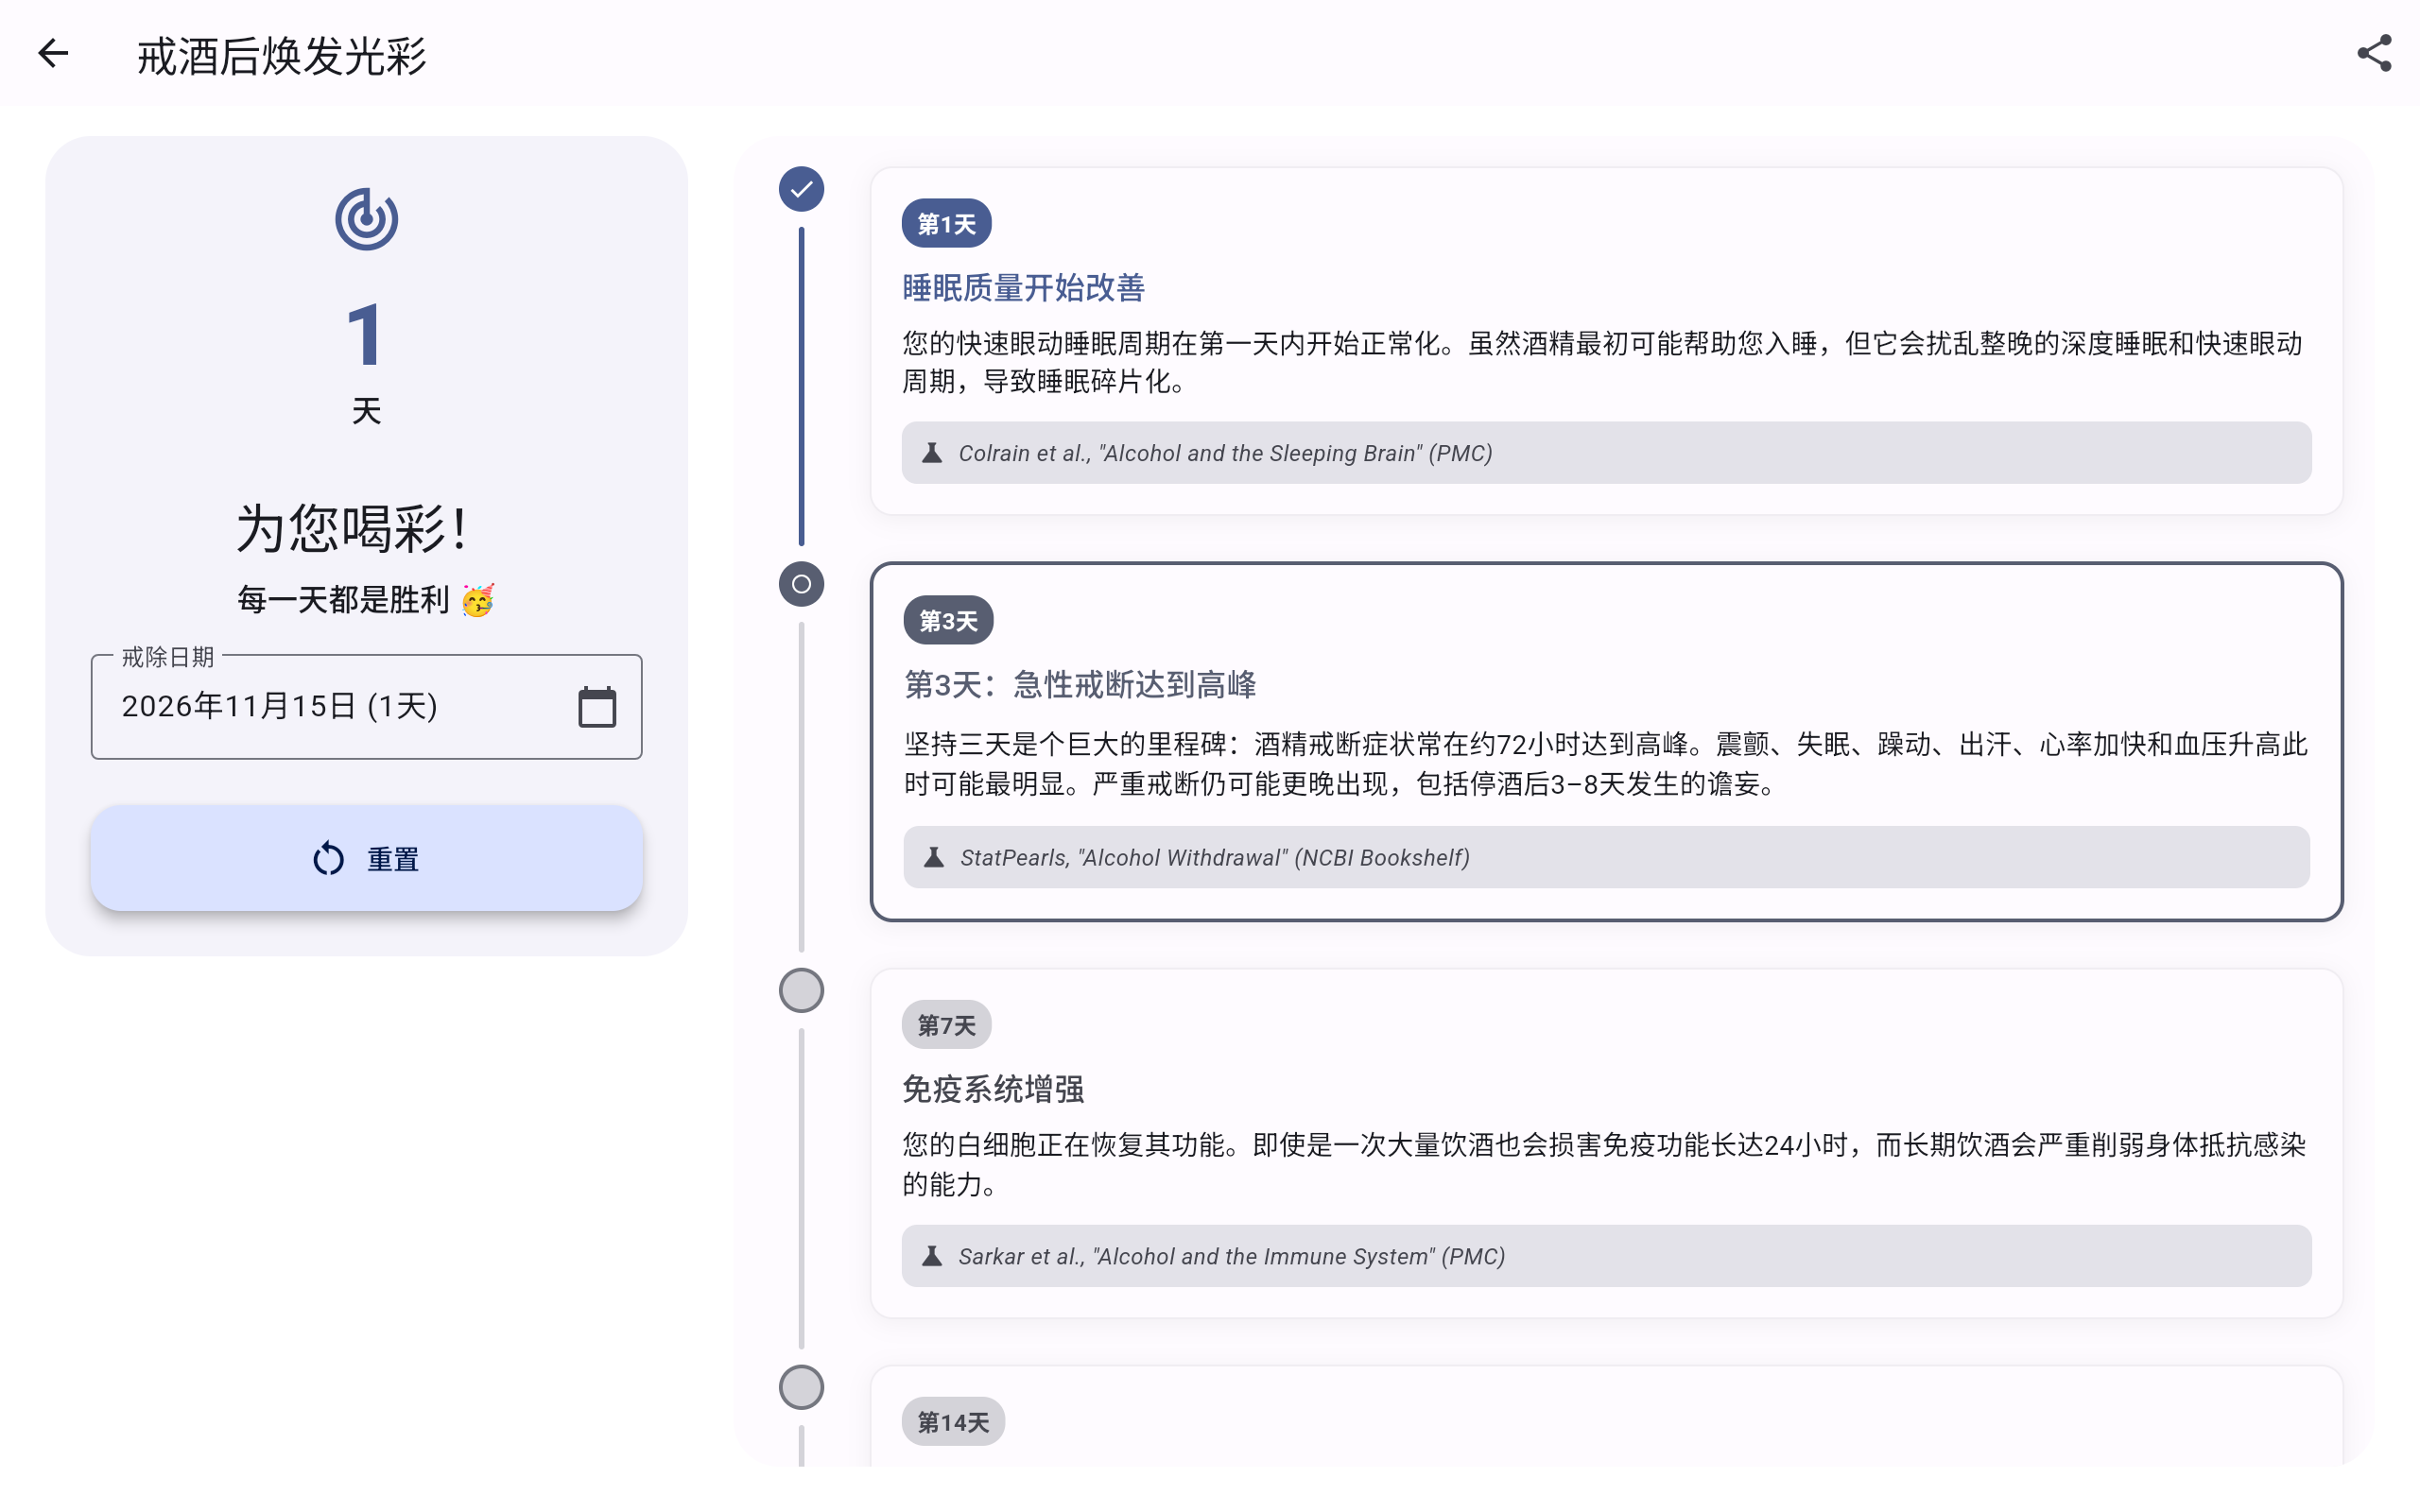 戒酒后焕发光彩
1
天
为您喝彩！
每一天都是胜利 🥳
戒除日期
2026年11月15日 (1天)
重置
第1天
睡眠质量开始改善
您的快速眼动睡眠周期在第一天内开始正常化。虽然酒精最初可能帮助您入睡，但它会扰乱整晚的深度睡眠和快速眼动
周期，导致睡眠碎片化。
Colrain et al., "Alcohol and the Sleeping Brain" (PMC)
第3天
第3天：急性戒断达到高峰
坚持三天是个巨大的里程碑：酒精戒断症状常在约72小时达到高峰。震颤、失眠、躁动、出汗、心率加快和血压升高此
时可能最明显。严重戒断仍可能更晚出现，包括停酒后3–8天发生的谵妄。
StatPearls, "Alcohol Withdrawal" (NCBI Bookshelf)
第7天
免疫系统增强
您的白细胞正在恢复其功能。即使是一次大量饮酒也会损害免疫功能长达24小时，而长期饮酒会严重削弱身体抵抗感染
的能力。
Sarkar et al., "Alcohol and the Immune System" (PMC)
第14天